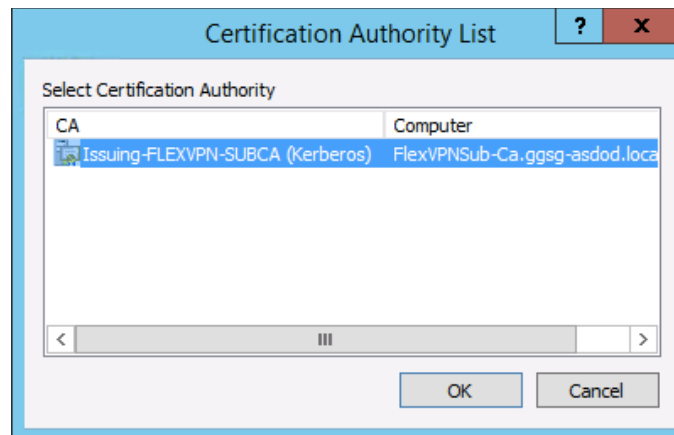 Certification Authority List
? x
Select Certification Authority
CA Computer
Issuing-FLEXVPN-SUBCA (Kerberos) FlexVPNSub-Ca.ggsg-asdod.loca
OK Cancel